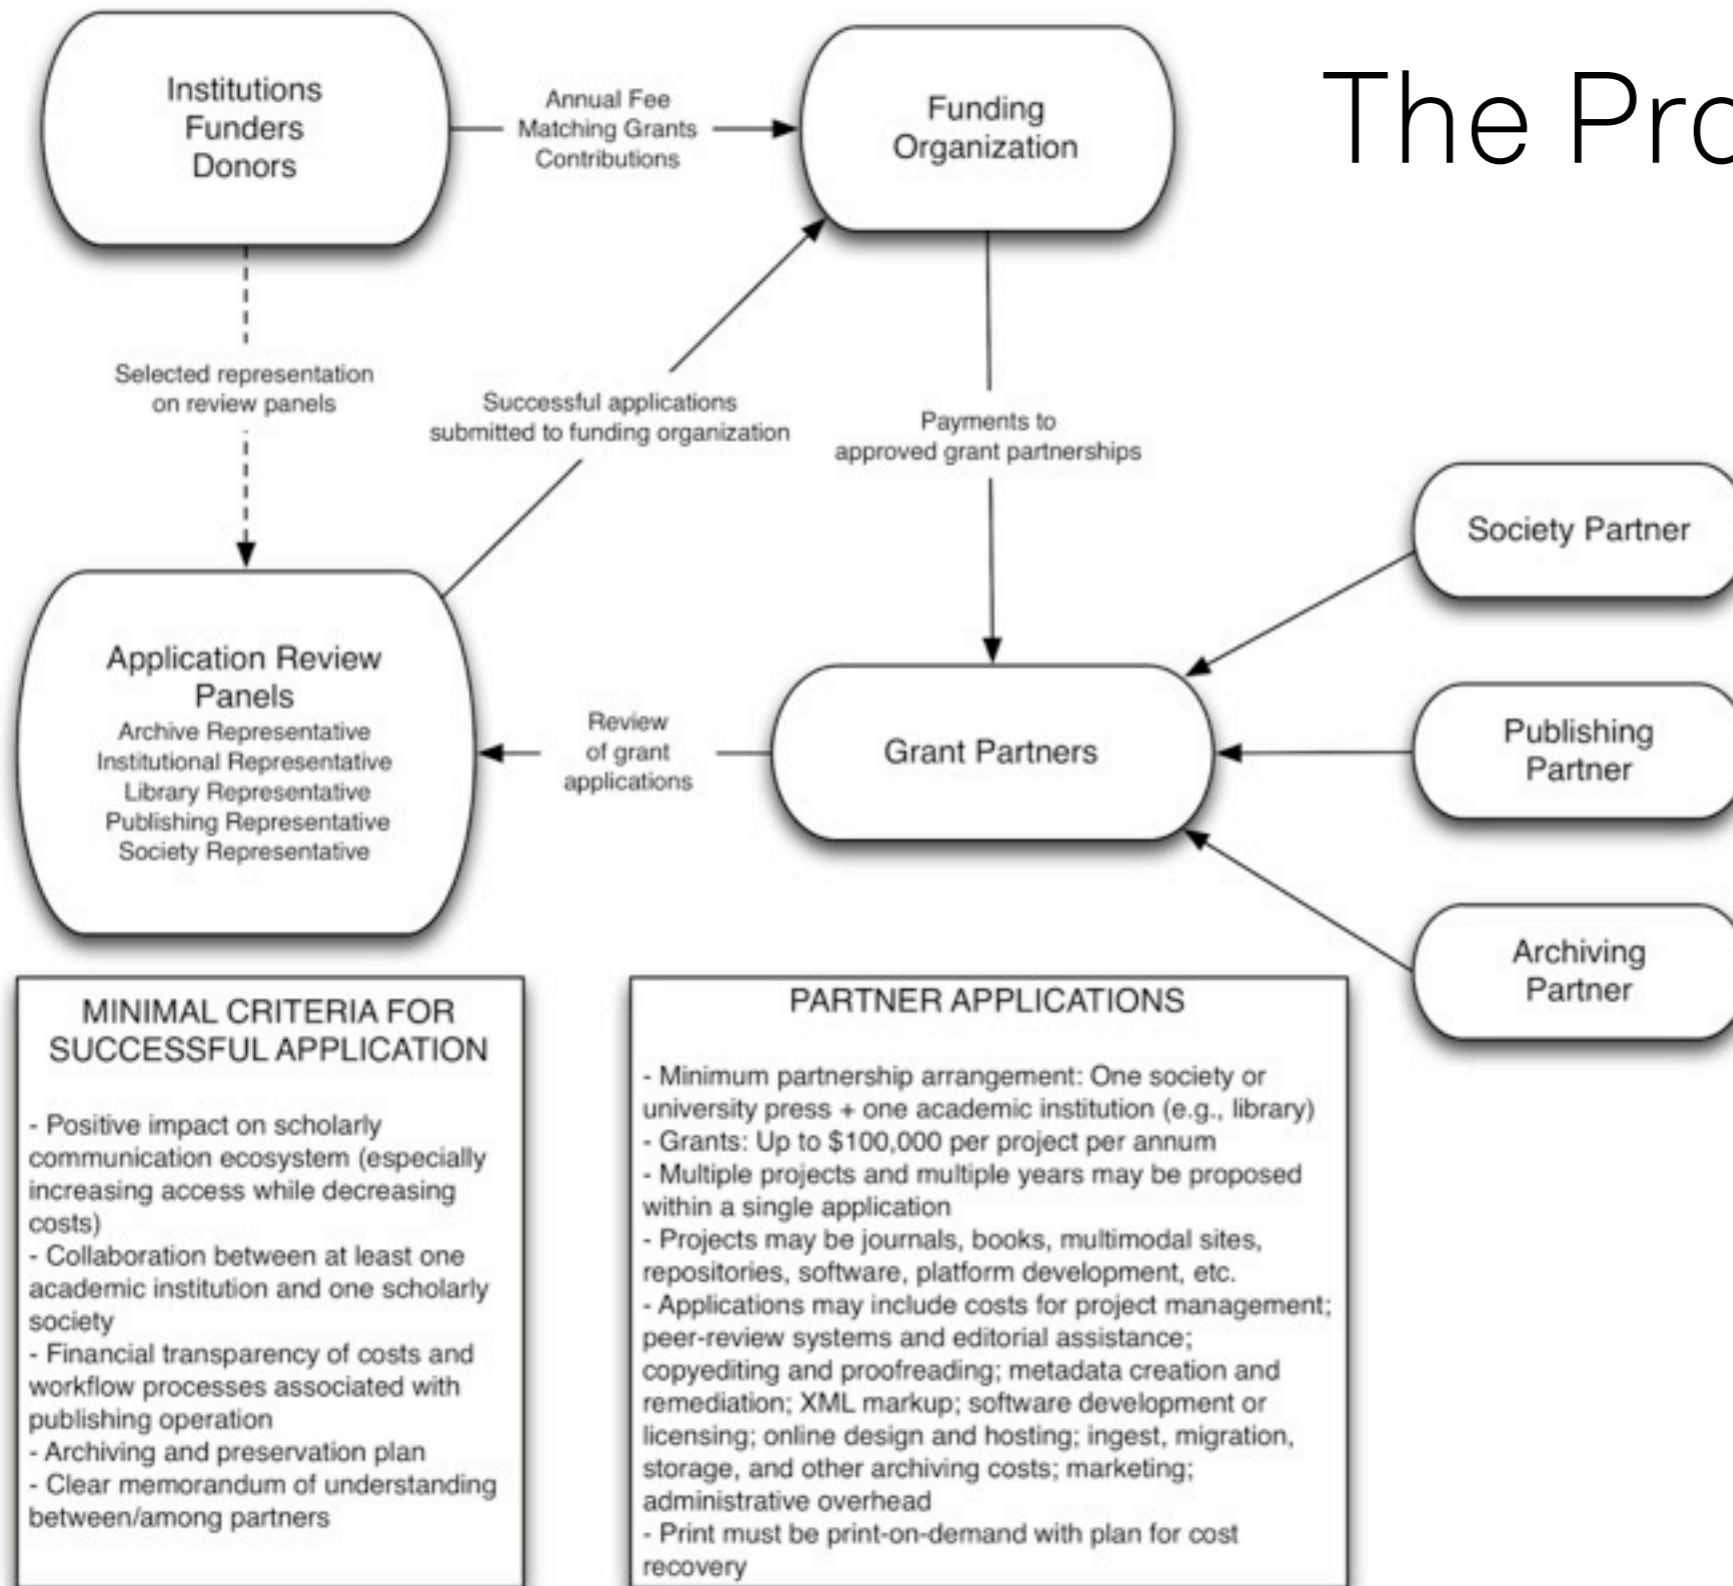 Institutions
Funders
Donors
Annual Fee
Matching Grants
Contributions
Funding
Organization
The Pro
Selected representation
on review panels
Successful applications
submitted to funding organization
Payments to
approved grant partnerships
Society Partner
Application Review
Panels
Archive Representative
Institutional Representative
Library Representative
Publishing Representative
Society Representative
Review
of grant
applications
Grant Partners
Publishing
Partner
Archiving
Partner
MINIMAL CRITERIA FOR
SUCCESSFUL APPLICATION
- Positive impact on scholarly
communication ecosystem (especially
increasing access while decreasing
costs)
- Collaboration between at least one
academic institution and one scholarly
society
- Financial transparency of costs and
workflow processes associated with
publishing operation
- Archiving and preservation plan
- Clear memorandum of understanding
between/among partners
PARTNER APPLICATIONS
- Minimum partnership arrangement: One society or
university press + one academic institution (e.g., library)
- Grants: Up to $100,000 per project per annum
- Multiple projects and multiple years may be proposed
within a single application
- Projects may be journals, books, multimodal sites,
repositories, software, platform development, etc.
- Applications may include costs for project management;
peer-review systems and editorial assistance;
copyediting and proofreading; metadata creation and
remediation; XML markup; software development or
licensing; online design and hosting; ingest, migration,
storage, and other archiving costs; marketing;
administrative overhead
- Print must be print-on-demand with plan for cost
recovery